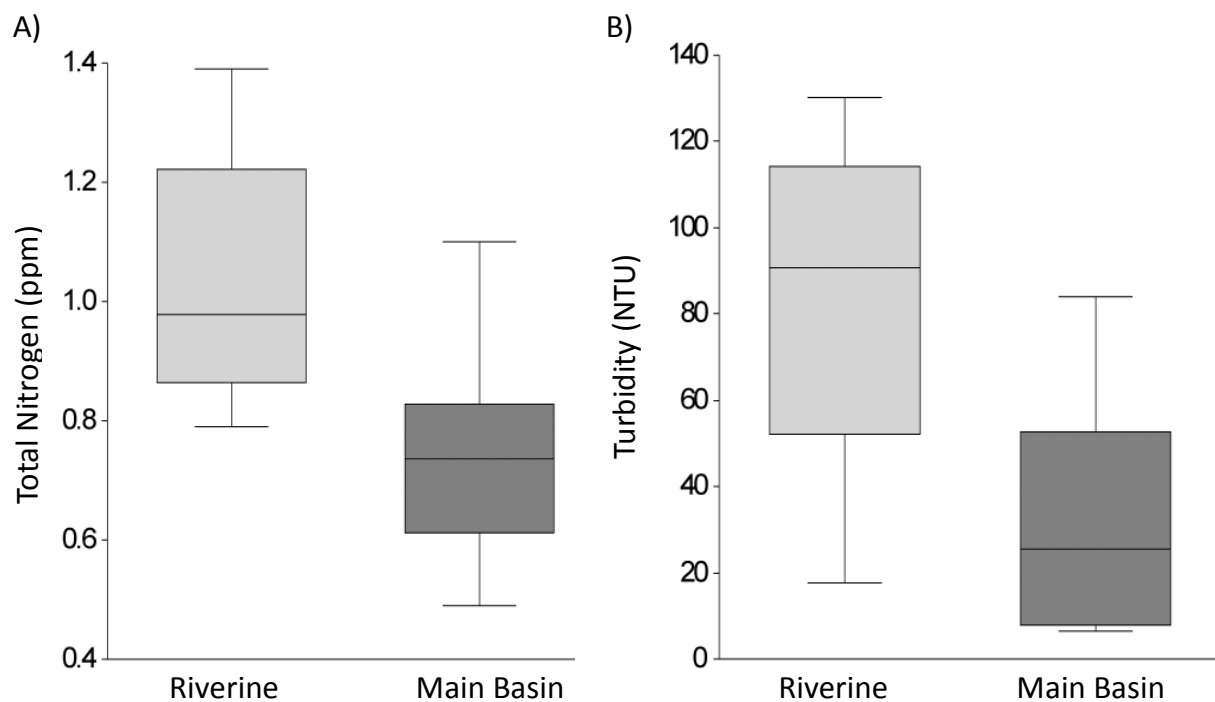 A)
Total Nitrogen (ppm)
1.4
1.2
1.0
0.8
0.6
0.4
Riverine
Main Basin
B)
Turbidity (NTU)
140
120
100
80
60
40
20
0
Riverine
Main Basin